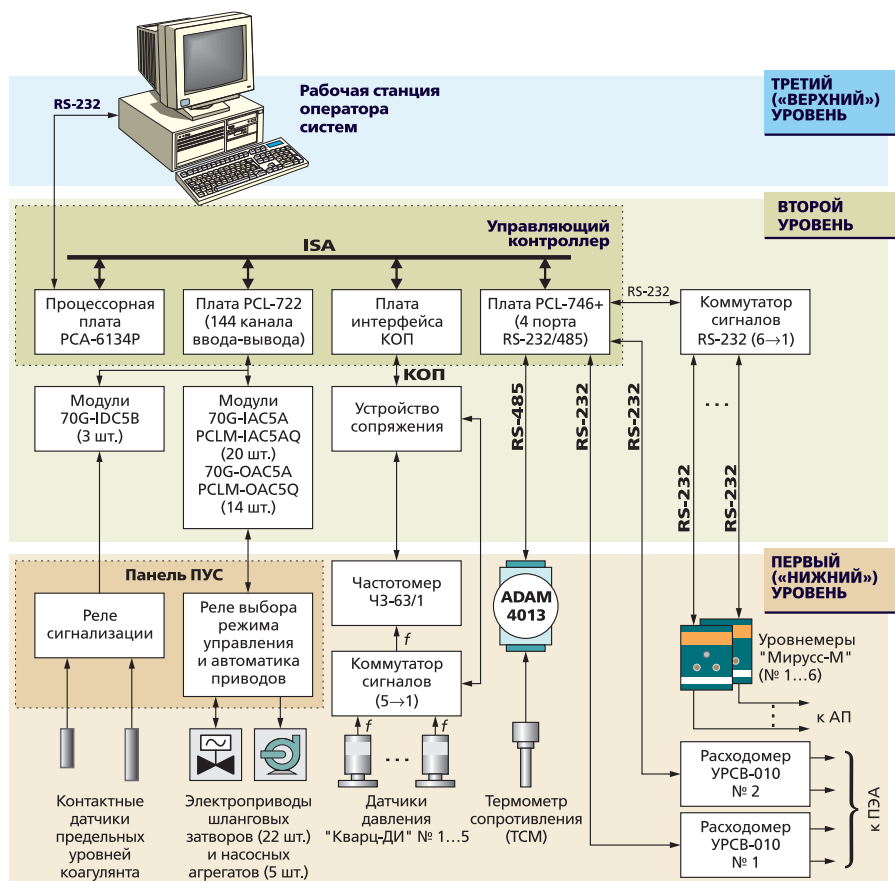 RS-232
Рабочая станция
оператора
систем
ТРЕТИЙ
(«ВЕРХНИЙ»)
УРОВЕНЬ
ВТОРОЙ
УРОВЕНЬ
Управляющий
контроллер
ISA
Процессорная
плата
PCA-6134P
Плата PCL-722
(144 канала
ввода-вывода)
Плата
интерфейса
КОП
Плата PCL-746+
(4 порта
RS-232/485)
RS-232
Коммутатор
сигналов
RS-232 (6→1)
КОП
Модули
70G-IDC5B
(3 шт.)
Модули
70G-IAC5A
PCLM-IAC5AQ
(20 шт.)
70G-OAC5A
PCLM-OAC5Q
(14 шт.)
Устройство
сопряжения
RS-485
RS-232
RS-232
...
RS-232
RS-232
ПЕРВЫЙ
(«НИЖНИЙ»)
УРОВЕНЬ
Панель ПУС
Реле
сигнализации
Реле выбора
режима
управления
и автоматика
приводов
Частотомер
ЧЗ-63/1
f
Коммутатор
сигналов
(5→1)
f
...
f
ADAM
4013
Уровнемеры
"Мирусс-М"
(№ 1...6)
к АП
Расходомер
УРСВ-010
№ 2
Расходомер
УРСВ-010
№ 1
к ПЭА
Контактные
датчики
предельных
уровней
коагулянта
Электроприводы
шланговых
затворов (22 шт.)
и насосных
агрегатов (5 шт.)
Датчики
давления
"Кварц-ДИ" № 1...5
Термометр
сопротивления
(ТСМ)